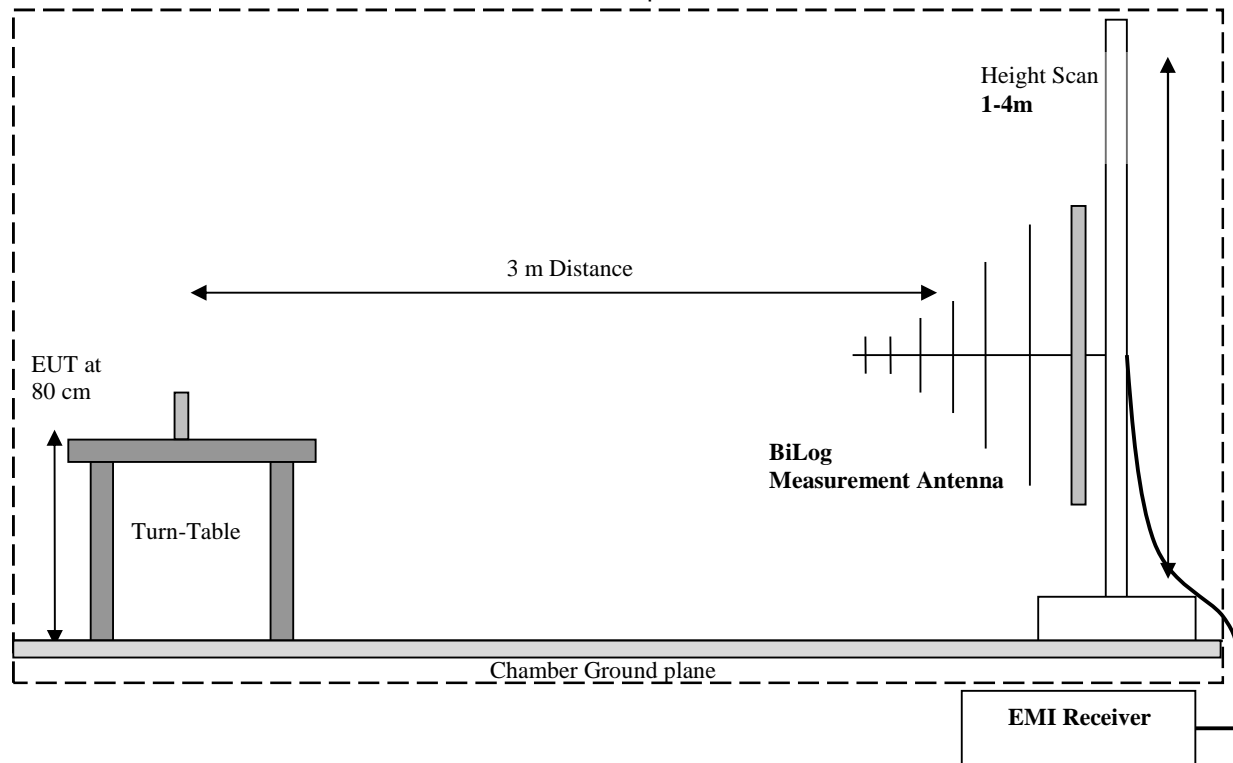 Height Scan
1-4m
3 m Distance
EUT at
80 cm
BiLog
Measurement Antenna
Turn-Table
Chamber Ground plane
EMI Receiver